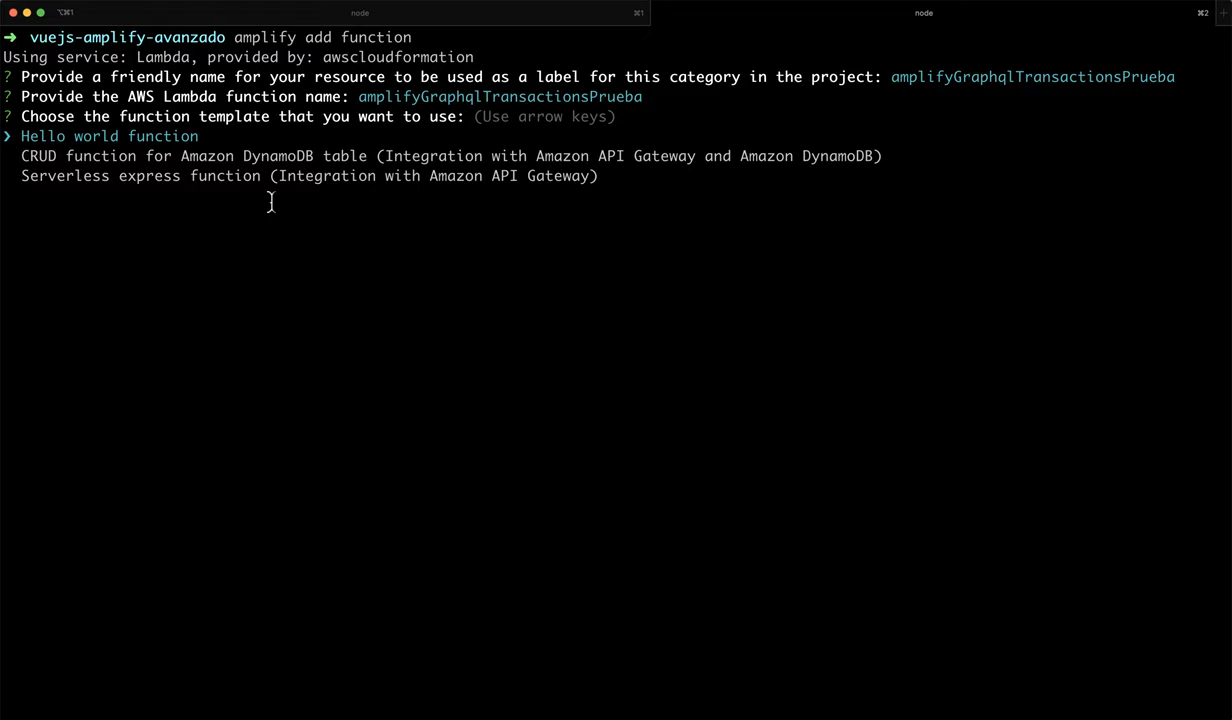 ⌥⌘1 node ⌘1 node ⌘2 +
➜ vuejs-amplify-avanzado amplify add function
Using service: Lambda, provided by: awscloudformation
? Provide a friendly name for your resource to be used as a label for this category in the project: amplifyGraphqlTransactionsPrueba
? Provide the AWS Lambda function name: amplifyGraphqlTransactionsPrueba
? Choose the function template that you want to use: (Use arrow keys)
❯ Hello world function
CRUD function for Amazon DynamoDB table (Integration with Amazon API Gateway and Amazon DynamoDB)
Serverless express function (Integration with Amazon API Gateway)